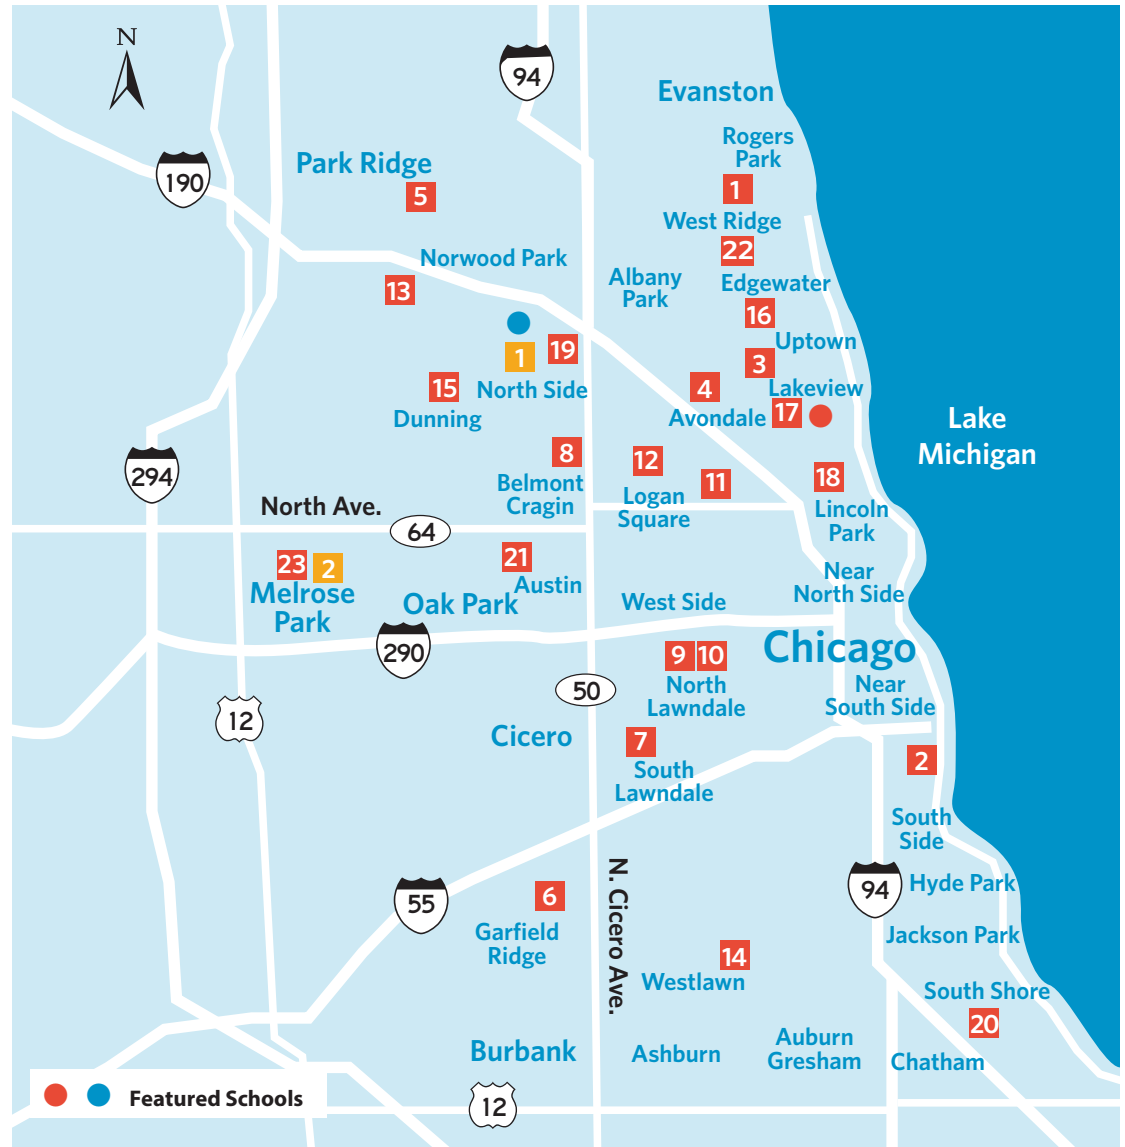 N
94
Evanston
Rogers
Park
190
Park Ridge
5
1
West Ridge
22
Norwood Park
13
Albany
Park
Edgewater
16
Uptown
1
19
3
15
North Side
4
Lakeview
Dunning
Avondale
17
Lake
Michigan
8
12
11
18
294
Belmont
Cragin
Logan
Square
Lincoln
Park
North Ave.
64
23
2
21
Austin
Near
North Side
Melrose
Park
Oak Park
West Side
290
9
10
Chicago
50
North
Lawndale
Near
South Side
12
Cicero
7
2
South
Lawndale
South
Side
N. Cicero Ave.
94
Hyde Park
55
6
Garfield
Ridge
Jackson Park
14
Westlawn
South Shore
20
Burbank
Ashburn
Auburn
Gresham
Chatham
Featured Schools
12